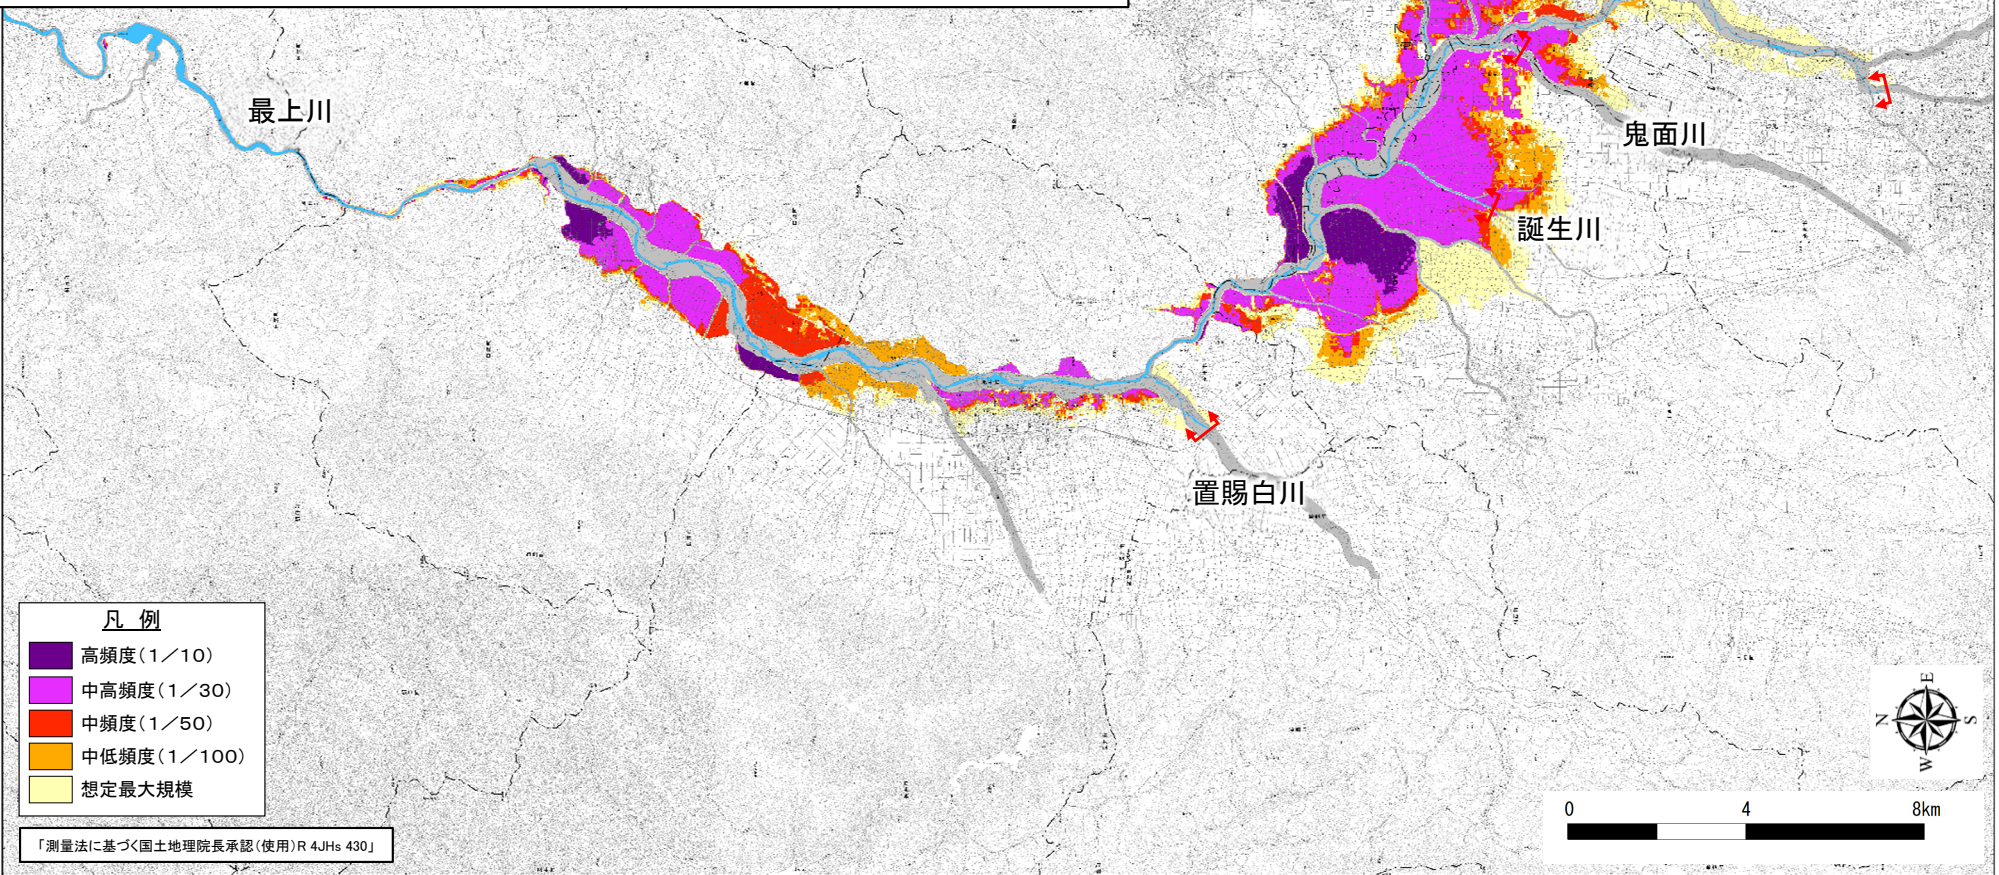 最上川
鬼面川
誕生川
置賜白川
凡 例
高頻度(1/10)
中高頻度(1/30)
中頻度(1/50)
中低頻度(1/100)
想定最大規模
「測量法に基づく国土地理院長承認(使用)R 4JHs 430」
E
N S
W
0 4 8km